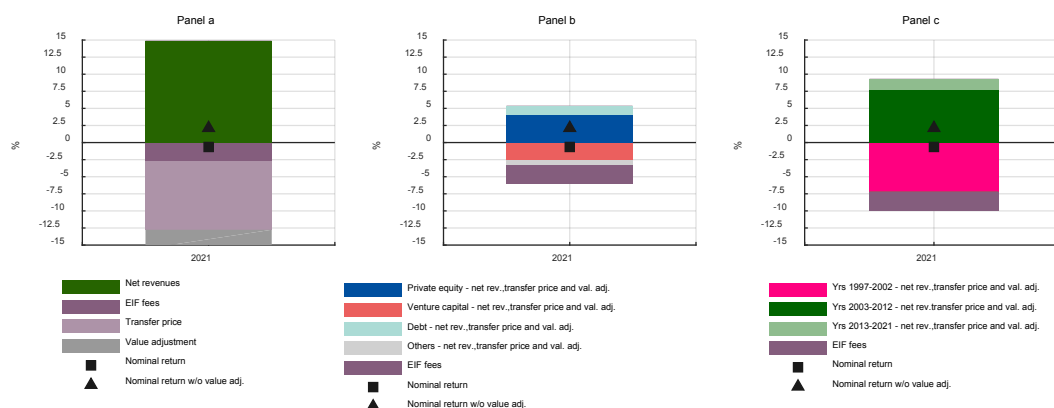 Panel a
15
12.5
10
7.5
5
2.5
0
-2.5
-5
-7.5
-10
-12.5
-15
%
2021
Net revenues
EIF fees
Transfer price
Value adjustment
Nominal return
Nominal return w/o value adj.
Panel b
15
12.5
10
7.5
5
2.5
0
-2.5
-5
-7.5
-10
-12.5
-15
%
2021
Private equity - net rev.,transfer price and val. adj.
Venture capital - net rev.,transfer price and val. adj.
Debt - net rev.,transfer price and val. adj.
Others - net rev.,transfer price and val. adj.
EIF fees
Nominal return
Nominal return w/o value adj.
Panel c
15
12.5
10
7.5
5
2.5
0
-2.5
-5
-7.5
-10
-12.5
-15
%
2021
Yrs 1997-2002 - net rev.,transfer price and val. adj.
Yrs 2003-2012 - net rev.transfer price and val. adj.
Yrs 2013-2021 - net rev.,transfer price and val. adj.
EIF fees
Nominal return
Nominal return w/o value adj.